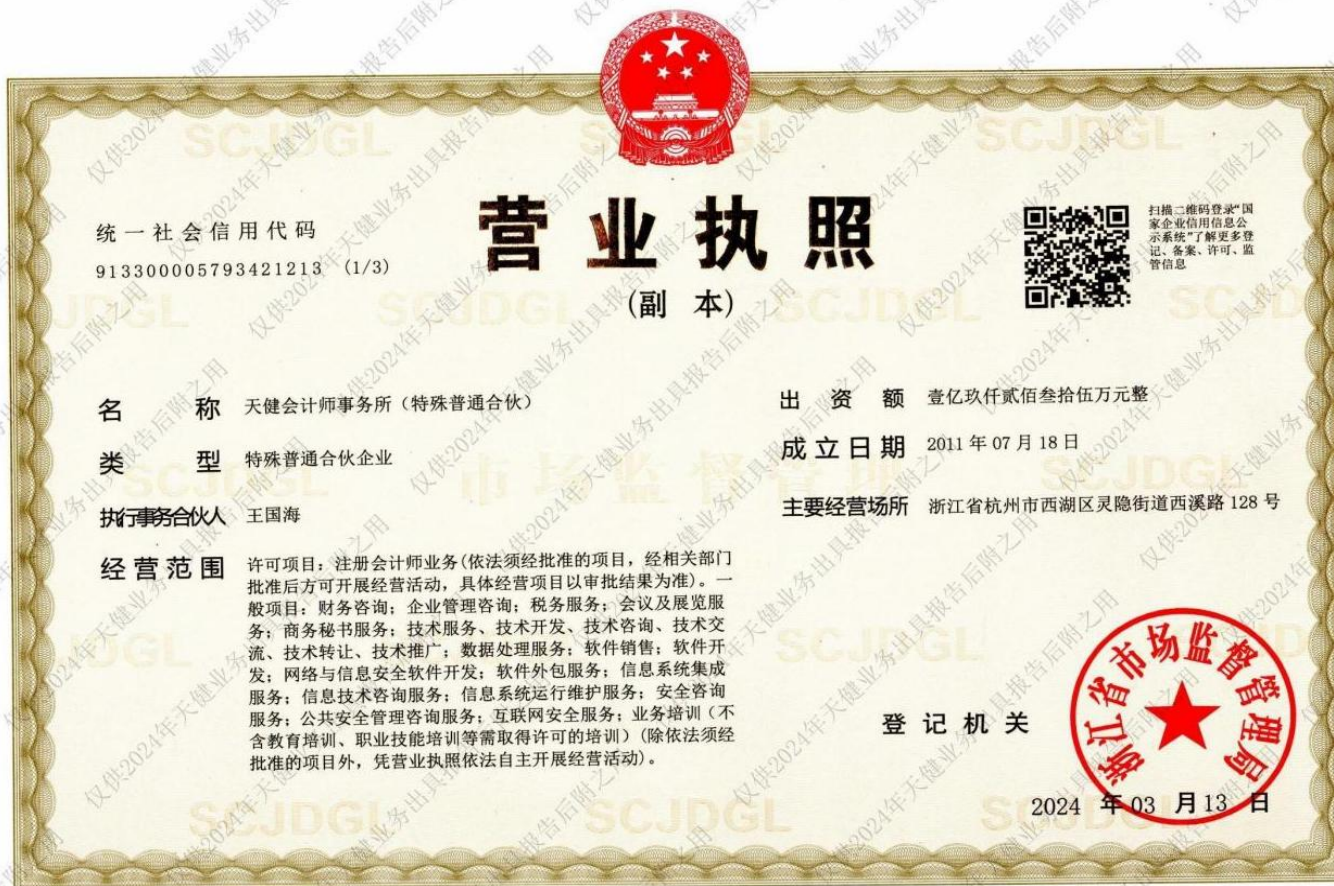 营业执照
(副 本)
统一社会信用代码
913300005793421213 (1/3)
扫描二维码登录“国
家企业信用信息公
示系统”了解更多登
记、备案、许可、监
管信息
名 称 天健会计师事务所（特殊普通合伙）
类 型 特殊普通合伙企业
执行事务合伙人 王国海
经营范围 许可项目：注册会计师业务(依法须经批准的项目，经相关部门
批准后方可开展经营活动，具体经营项目以审批结果为准)。一
般项目：财务咨询；企业管理咨询；税务服务；会议及展览服
务；商务秘书服务；技术服务、技术开发、技术咨询、技术交
流、技术转让、技术推广；数据处理服务；软件销售；软件开
发；网络与信息安全软件开发；软件外包服务；信息系统集成
服务；信息技术咨询服务；信息系统运行维护服务；安全咨询
服务；公共安全管理咨询服务；互联网安全服务；业务培训（不
含教育培训、职业技能培训等需取得许可的培训）(除依法须经
批准的项目外，凭营业执照依法自主开展经营活动)。
出 资 额 壹亿玖仟贰佰叁拾伍万元整
成立日期 2011年07月18日
主要经营场所 浙江省杭州市西湖区灵隐街道西溪路128号
登记机关
浙江省市场监督管理局
2024 年 03 月 13 日
市场监督管理
SCJDGL
仅供2024年天健业务出具报告后附之用